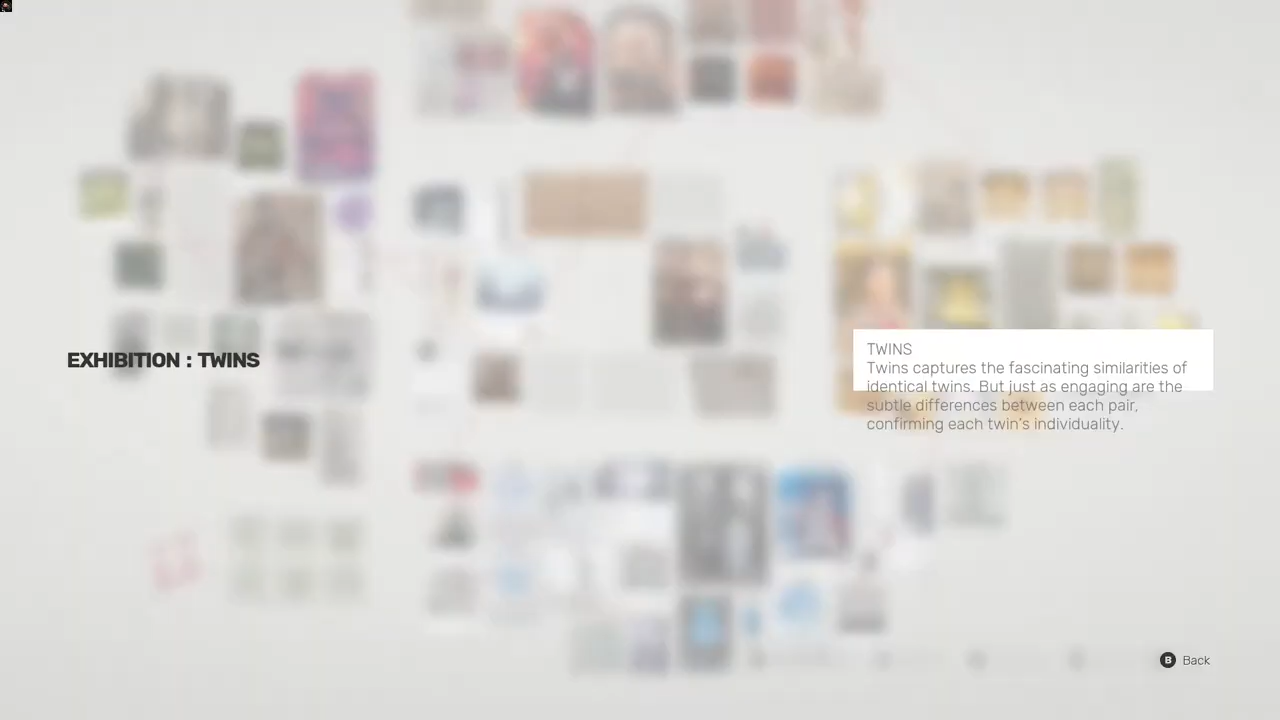 EXHIBITION : TWINS
TWINS
Twins captures the fascinating similarities of
identical twins. But just as engaging are the
subtle differences between each pair,
confirming each twin's individuality.
B Back